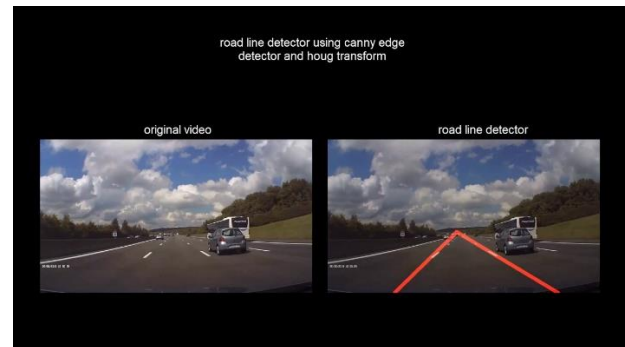 road line detector using canny edge
detector and houg transform
original video
road line detector